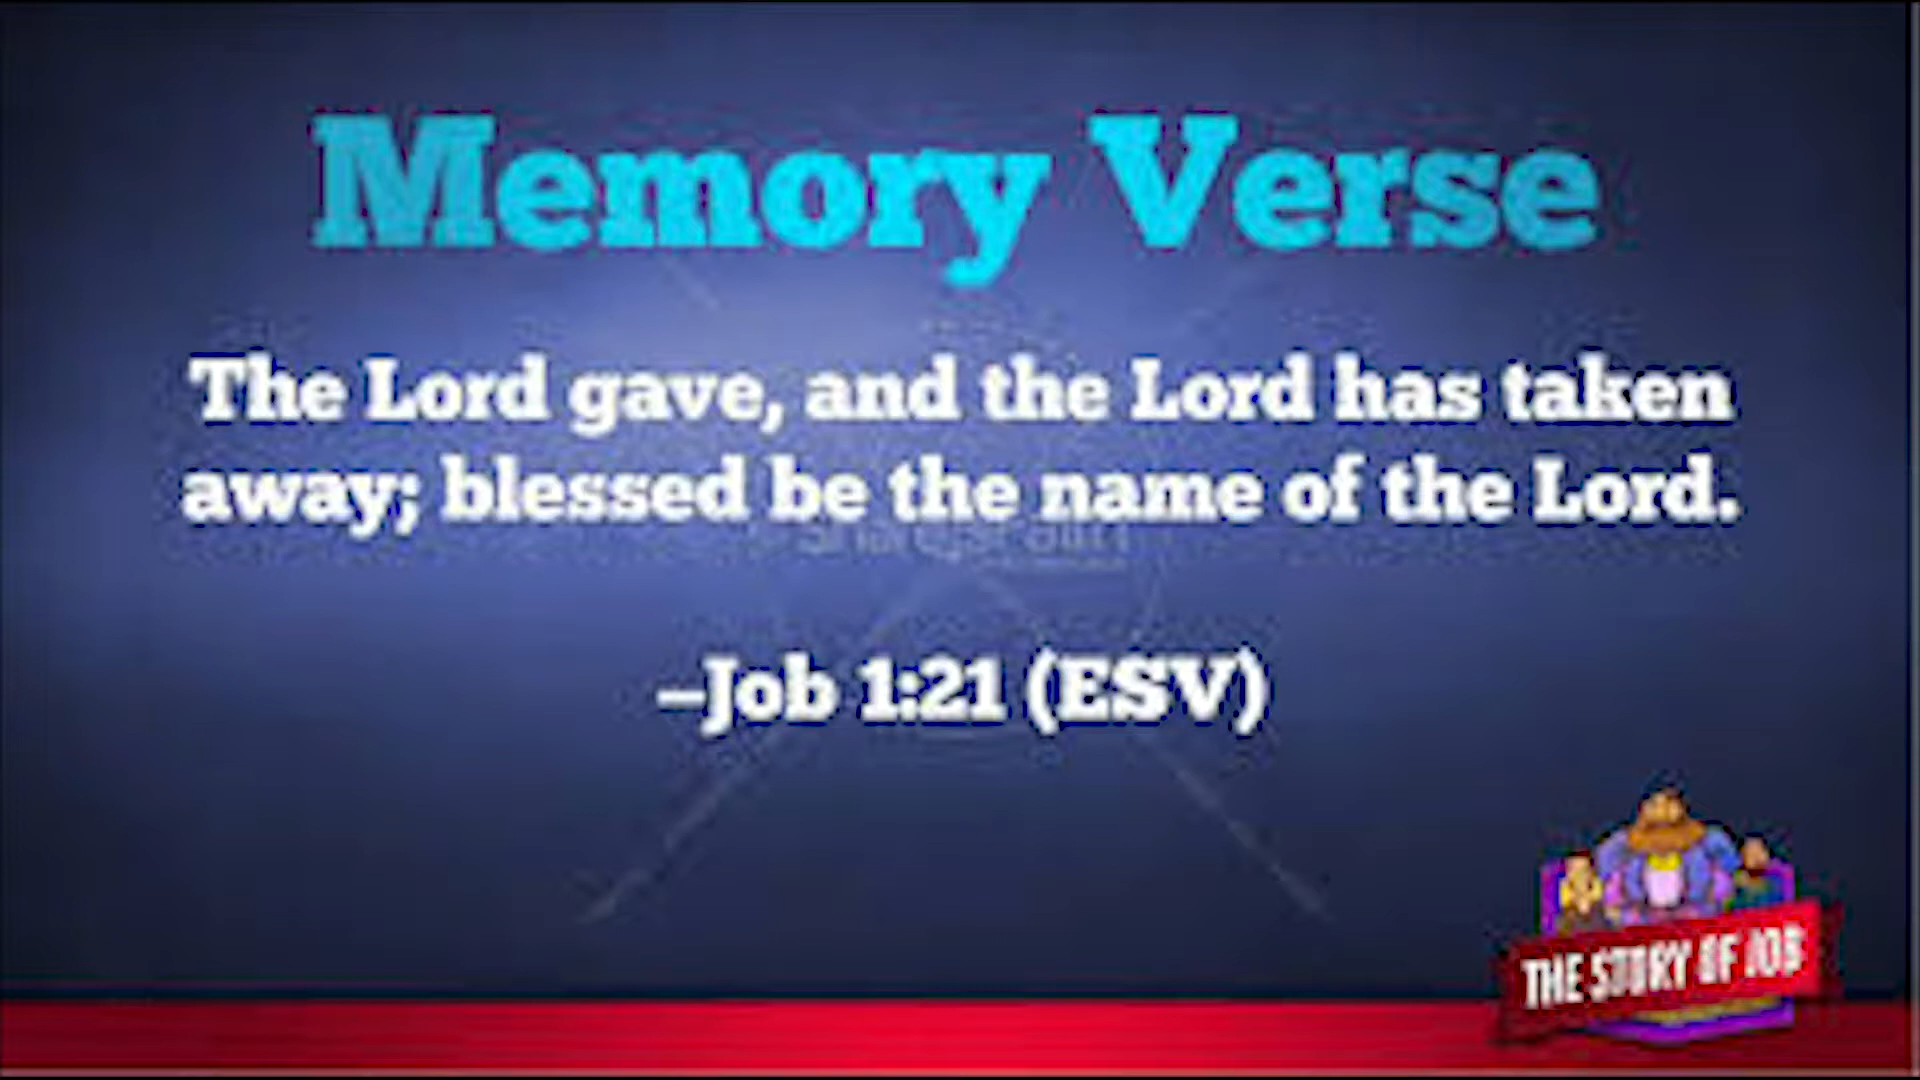 Memory Verse
The Lord gave, and the Lord has taken
away; blessed be the name of the Lord.
–Job 1:21 (ESV)
THE STORY OF JOB